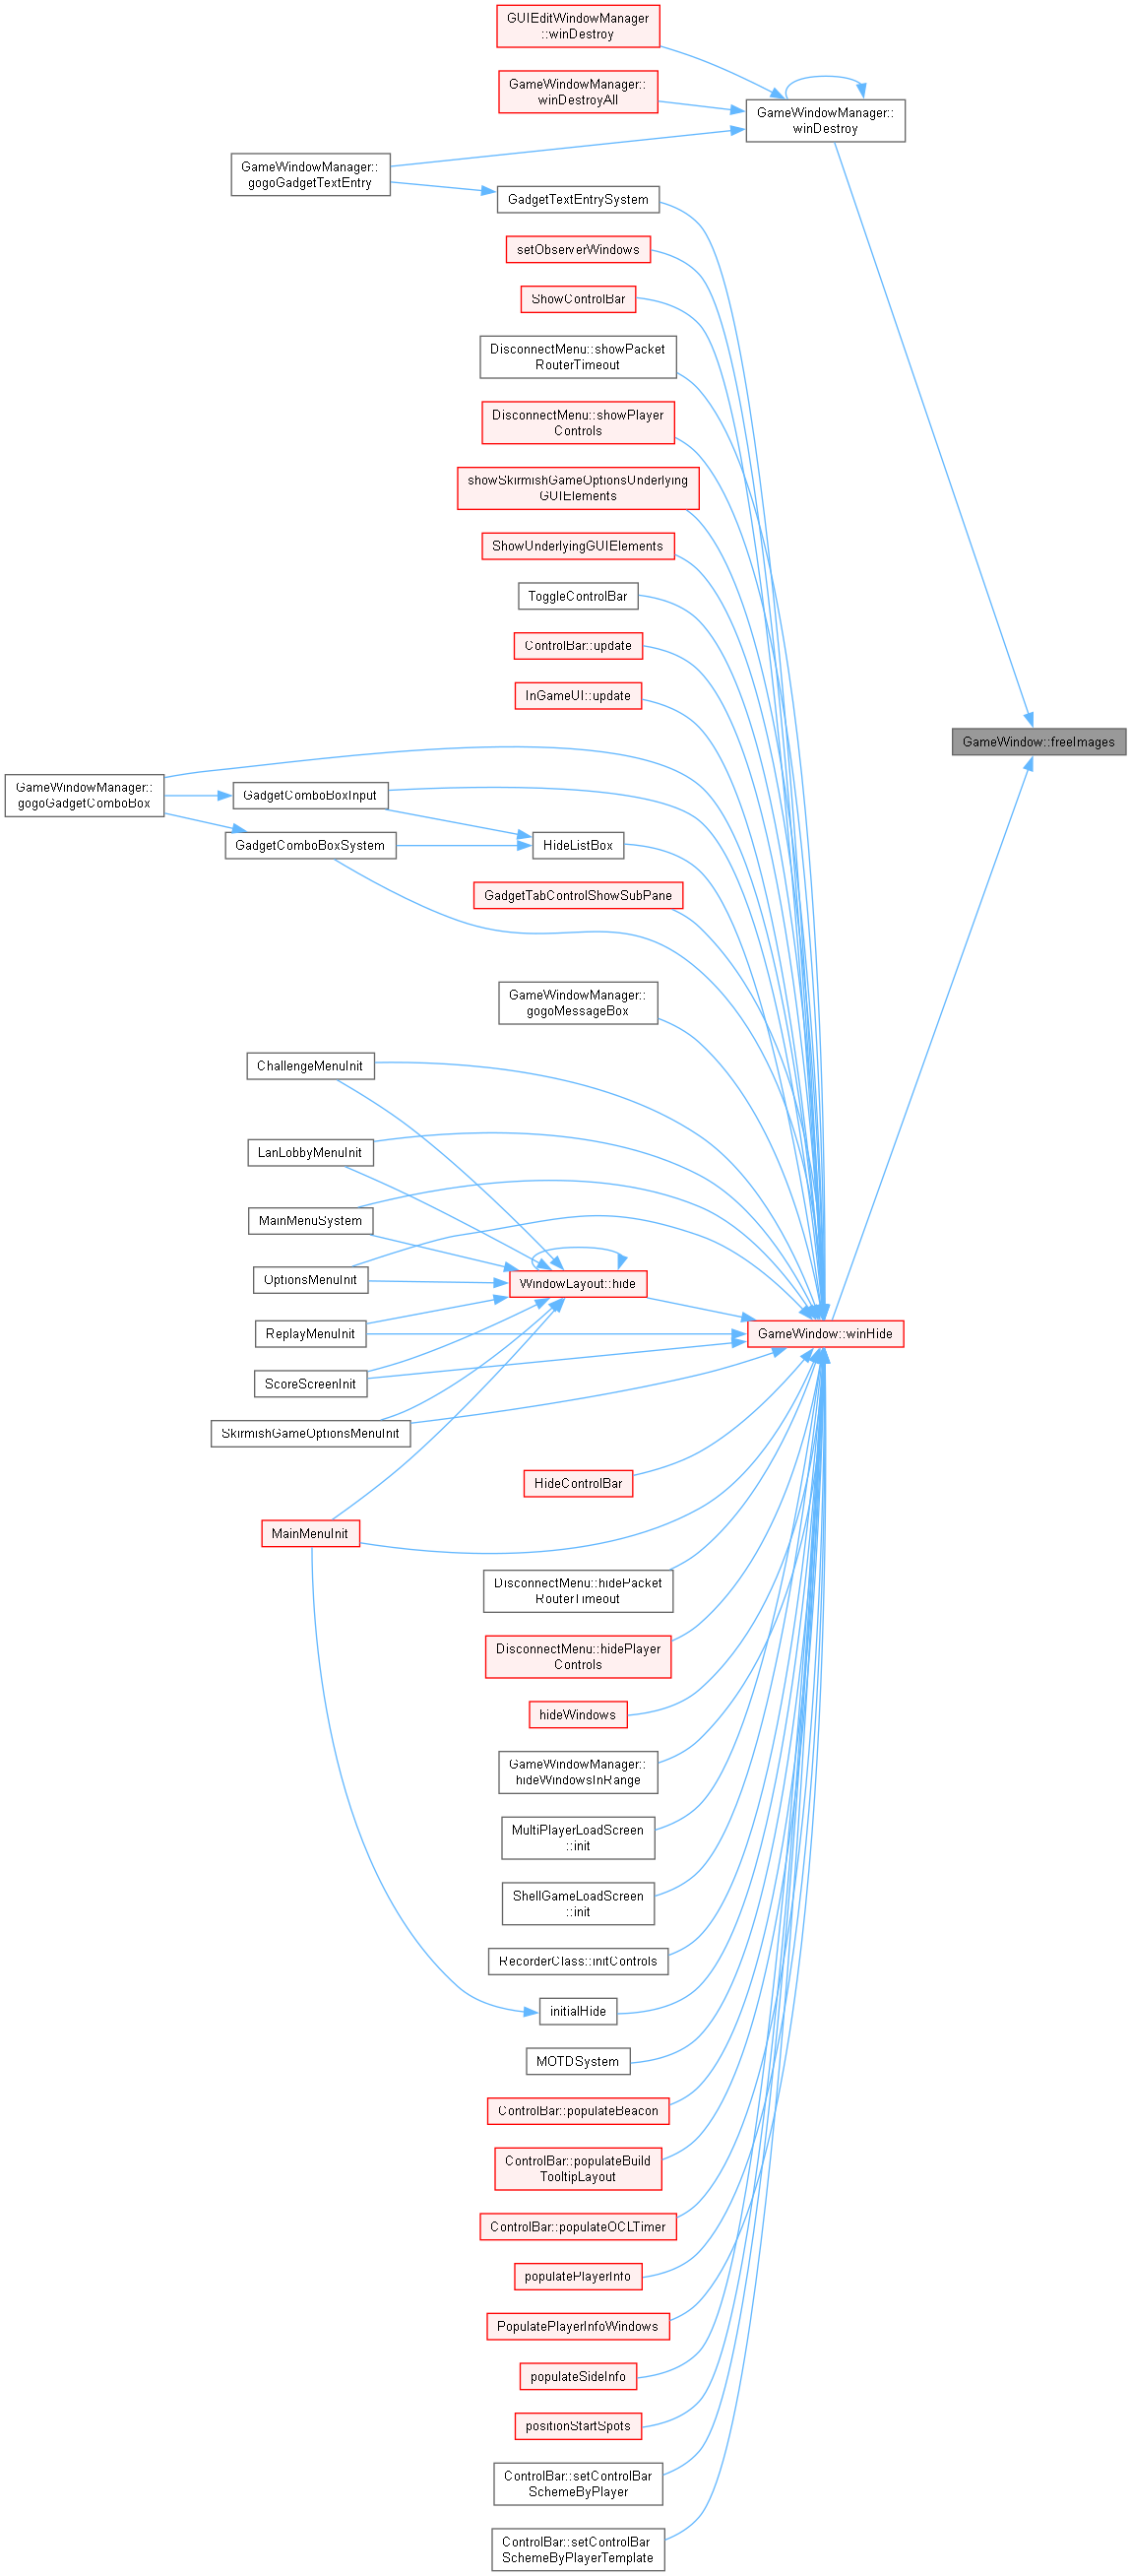 GUIEditWindowManager
::winDestroy
GameWindowManager::
winDestroyAll
GameWindowManager::
winDestroy
GameWindowManager::
gogoGadgetTextEntry
GadgetTextEntrySystem
setObserverWindows
ShowControlBar
DisconnectMenu::showPacket
RouterTimeout
DisconnectMenu::showPlayer
Controls
showSkirmishGameOptionsUnderlying
GUIElements
ShowUnderlyingGUIElements
ToggleControlBar
ControlBar::update
InGameUI::update
GameWindow::freeImages
GameWindowManager::
gogoGadgetComboBox
GadgetComboBoxInput
GadgetComboBoxSystem
HideListBox
GadgetTabControlShowSubPane
GameWindowManager::
gogoMessageBox
ChallengeMenuInit
LanLobbyMenuInit
MainMenuSystem
OptionsMenuInit
WindowLayout::hide
ReplayMenuInit
GameWindow::winHide
ScoreScreenInit
SkirmishGameOptionsMenuInit
HideControlBar
MainMenuInit
DisconnectMenu::hidePacket
RouterTimeout
DisconnectMenu::hidePlayer
Controls
hideWindows
GameWindowManager::
hideWindowsInRange
MultiPlayerLoadScreen
::init
ShellGameLoadScreen
::init
RecorderClass::initControls
initialHide
MOTDSystem
ControlBar::populateBeacon
ControlBar::populateBuild
TooltipLayout
ControlBar::populateOCLTimer
populatePlayerInfo
PopulatePlayerInfoWindows
populateSideInfo
positionStartSpots
ControlBar::setControlBar
SchemeByPlayer
ControlBar::setControlBar
SchemeByPlayerTemplate